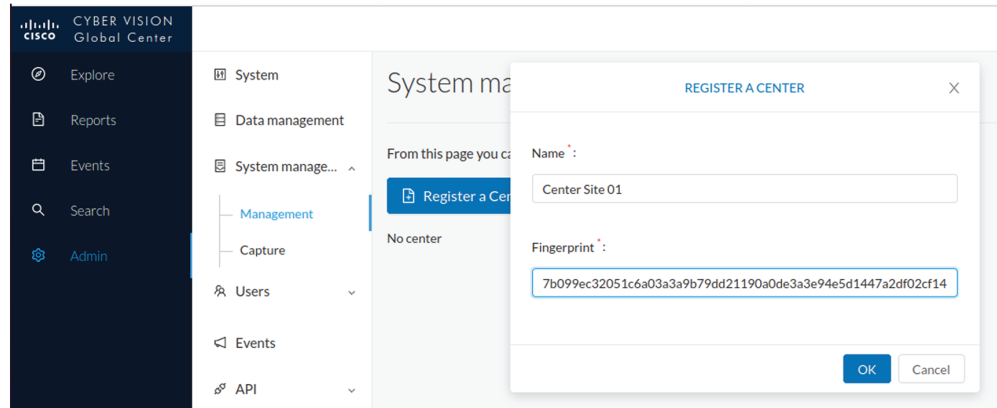 CISCO
CYBER VISION
Global Center
Explore
Reports
Events
Search
Admin
System
Data management
System manage...
Management
Capture
Users
Events
API
System ma
From this page you ca
Register a Cer
No center
REGISTER A CENTER
Name * :
Center Site 01
Fingerprint * :
7b099ec32051c6a03a3a9b79dd21190a0de3a3e94e5d1447a2df02cf14
OK
Cancel